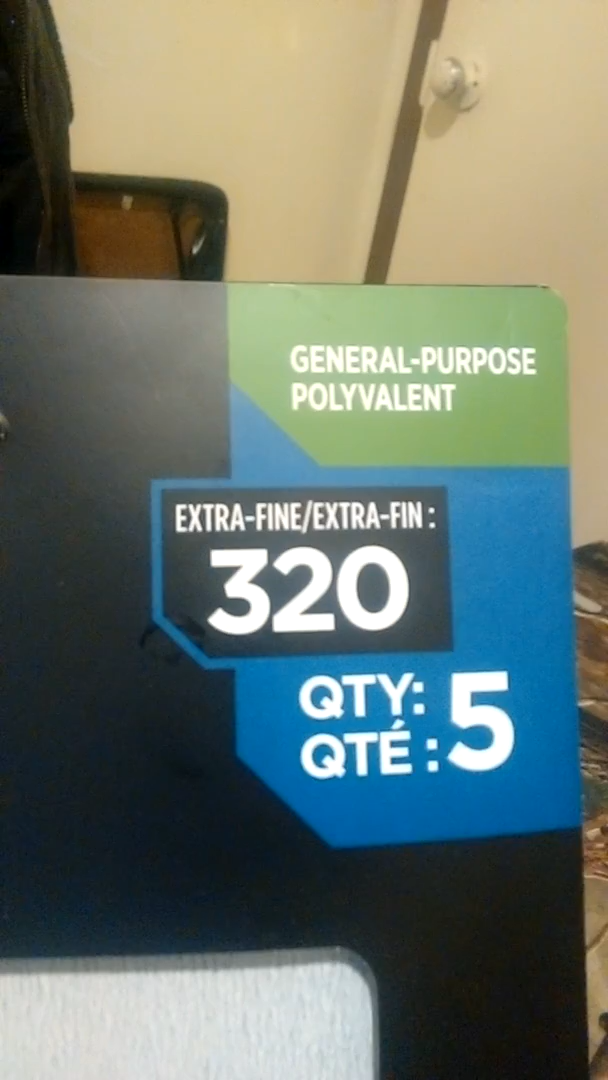 GENERAL-PURPOSE
POLYVALENT
EXTRA-FINE/EXTRA-FIN :
320
QTY: 5
QTÉ :